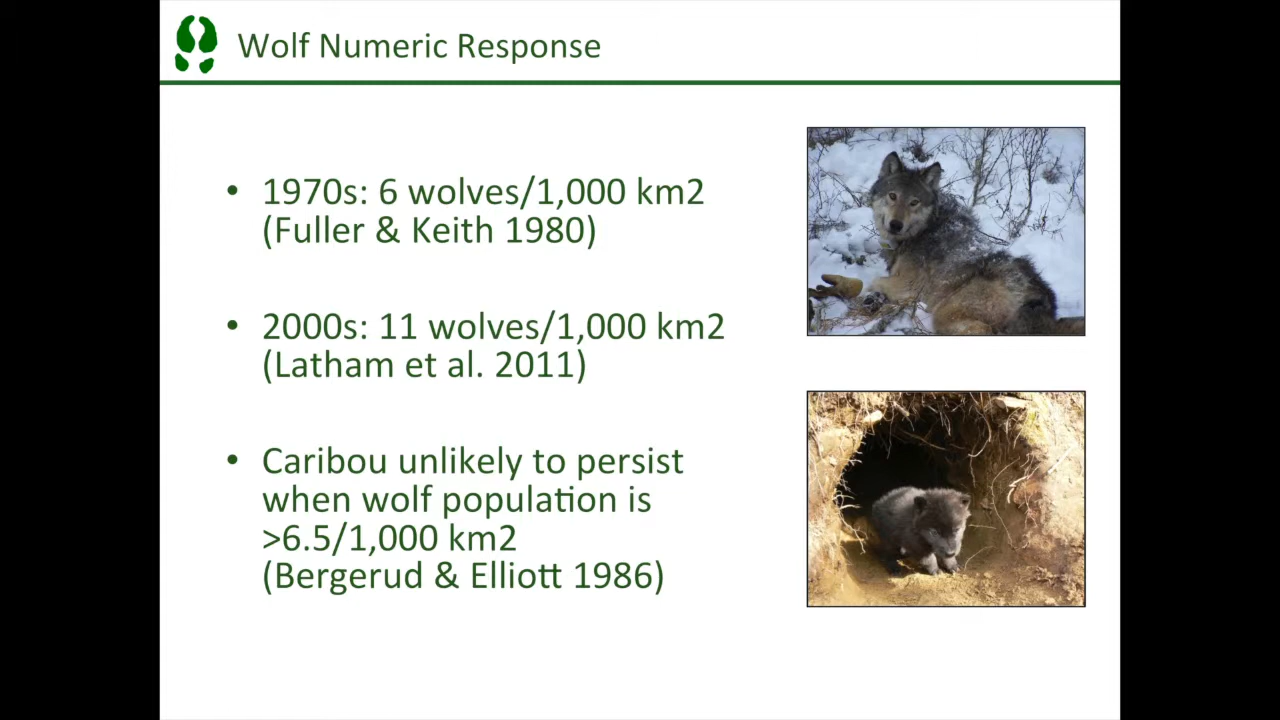 Wolf Numeric Response
• 1970s: 6 wolves/1,000 km2
(Fuller & Keith 1980)
• 2000s: 11 wolves/1,000 km2
(Latham et al. 2011)
• Caribou unlikely to persist
when wolf population is
>6.5/1,000 km2
(Bergerud & Elliott 1986)